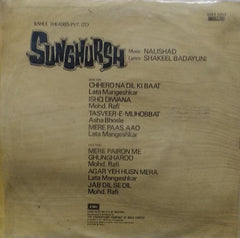 RAHUL THEATRES PVT. LTD.
SUNGHURSH
Music NAUSHAD
Lyrics SHAKEEL BADAYUNI
CHHERO NA DIL KI BAAT
Lata Mangeshkar
ISHQ DIWANA
Mohd. Rafi
TASVEER-E-MUHOBBAT
Asha Bhosle
MERE PAAS AAO
Lata Mangeshkar
MERE PAIRON ME
GHUNGHAROO
Mohd. Rafi
AGAR YEH HUSN MERA
Lata Mangeshkar
JAB DIL SE DIL
Mohd. Rafi
EMI